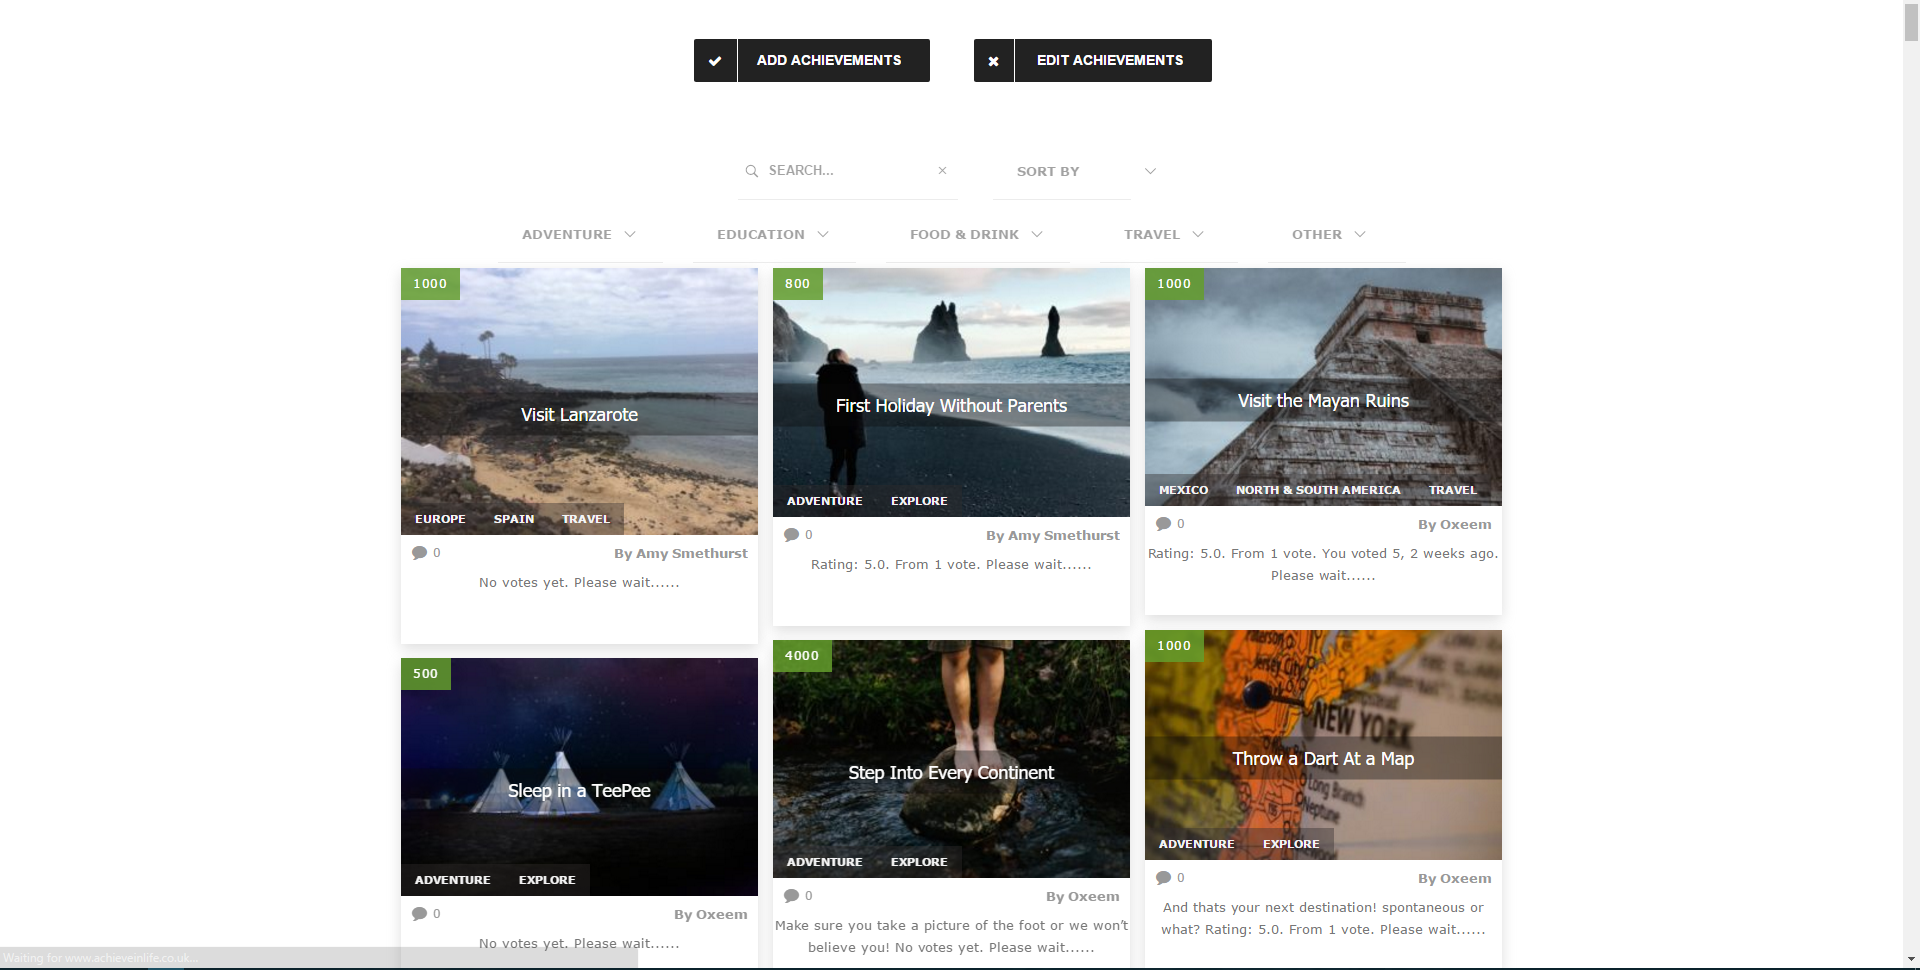 ADD ACHIEVEMENTS
EDIT ACHIEVEMENTS
SEARCH...
SORT BY
ADVENTURE
EDUCATION
FOOD & DRINK
TRAVEL
OTHER
1000
Visit Lanzarote
EUROPE SPAIN TRAVEL
0
By Amy Smethurst
No votes yet. Please wait......
800
First Holiday Without Parents
ADVENTURE EXPLORE
0
By Amy Smethurst
Rating: 5.0. From 1 vote. Please wait......
1000
Visit the Mayan Ruins
MEXICO NORTH & SOUTH AMERICA TRAVEL
0
By Oxeem
Rating: 5.0. From 1 vote. You voted 5, 2 weeks ago.
Please wait......
500
Sleep in a TeePee
ADVENTURE EXPLORE
0
By Oxeem
No votes yet. Please wait......
4000
Step Into Every Continent
ADVENTURE EXPLORE
0
By Oxeem
Make sure you take a picture of the foot or we won’t
believe you! No votes yet. Please wait......
1000
Jersey City
NEW YORK
Throw a Dart At a Map
Long Branch
Neptune
ADVENTURE EXPLORE
0
By Oxeem
And thats your next destination! spontaneous or
what? Rating: 5.0. From 1 vote. Please wait......
Waiting for www.achieveinlife.co.uk...